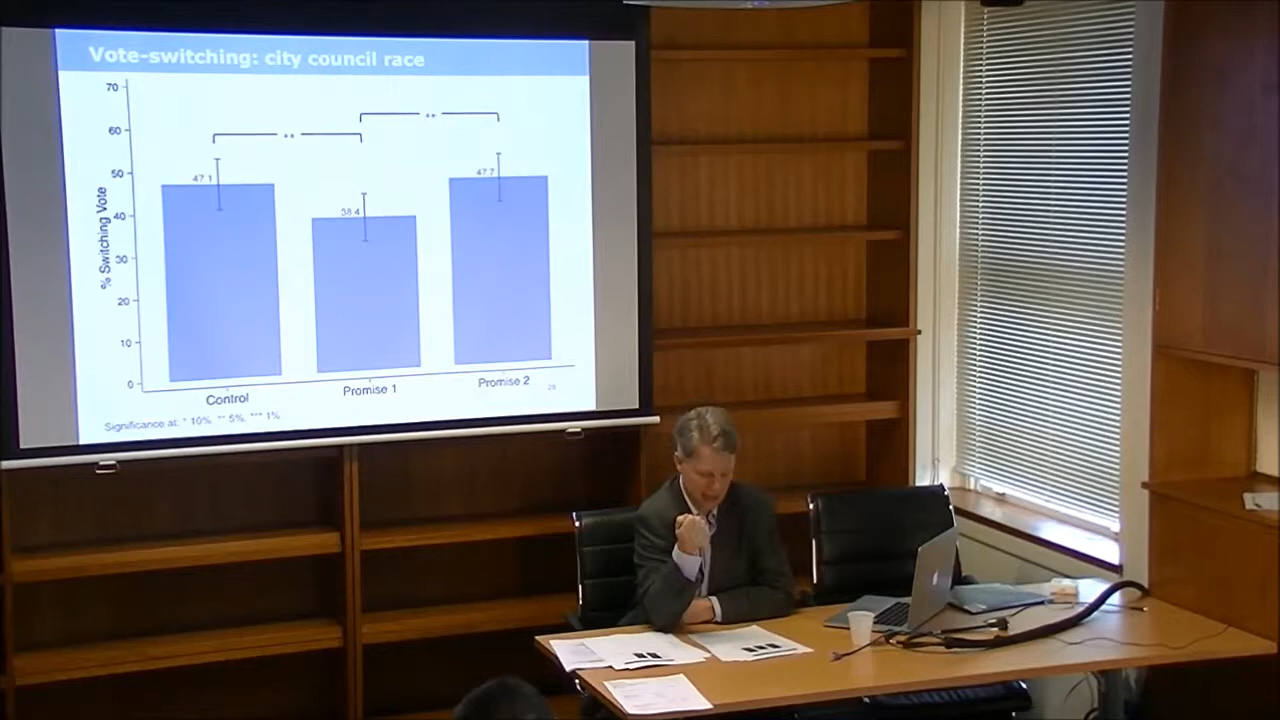 Vote-switching: city council race
70
60
50
40
30
20
10
0
% Switching Vote
**
**
47.1
38.4
47.7
Control
Promise 1
Promise 2
Significance at: * 10%, ** 5%, *** 1%